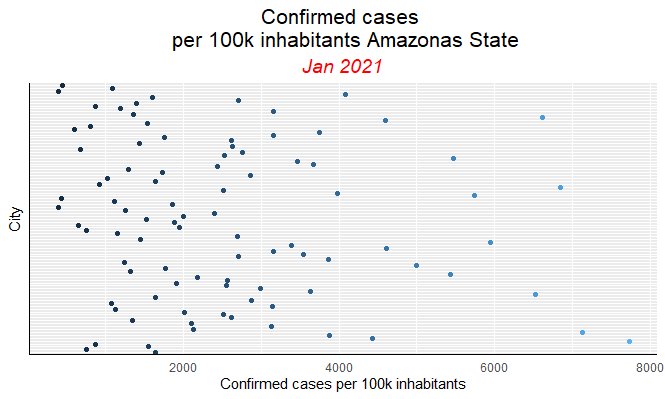 Confirmed cases
per 100k inhabitants Amazonas State
Jan 2021
City
2000 4000 6000 8000
Confirmed cases per 100k inhabitants